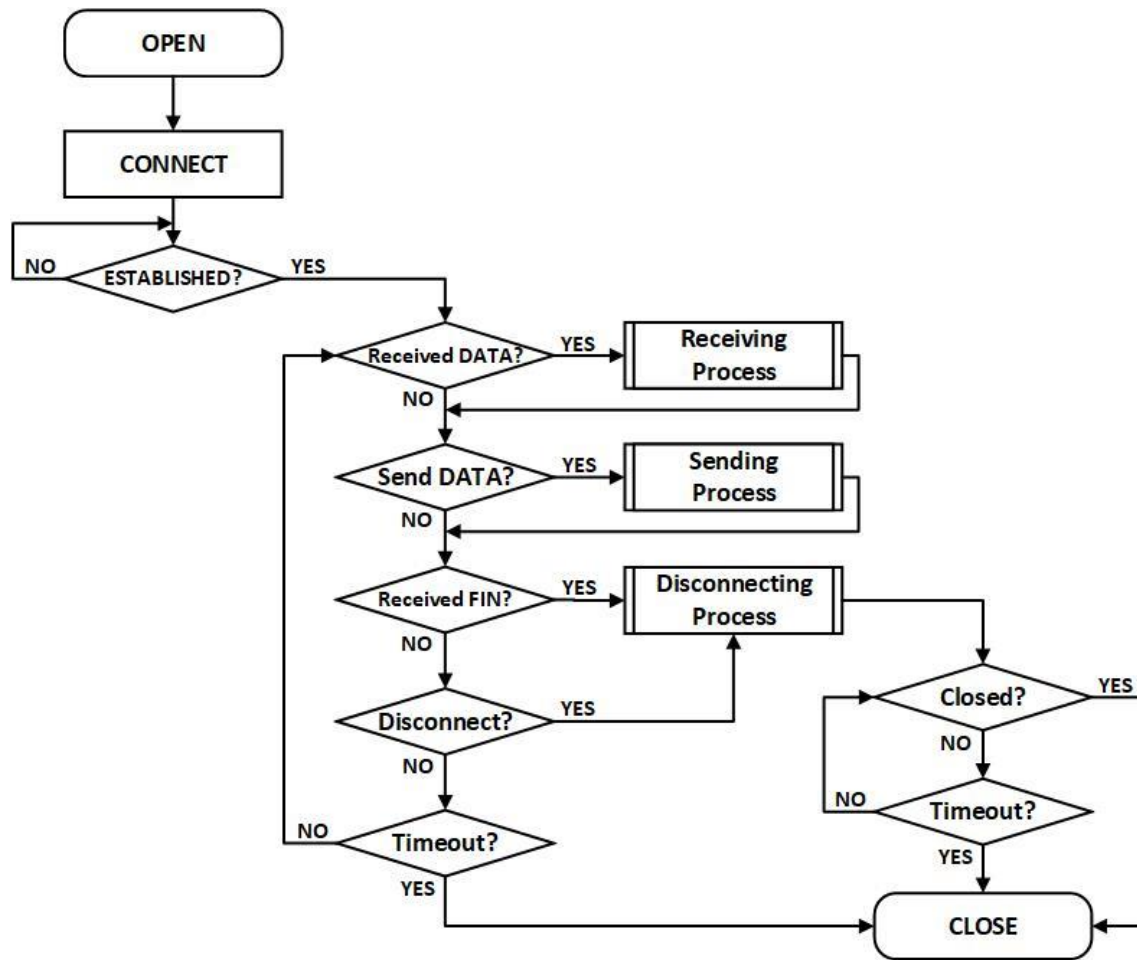 OPEN
CONNECT
ESTABLISHED?
NO
YES
Received DATA?
YES
Receiving
Process
NO
Send DATA?
YES
Sending
Process
NO
Received FIN?
YES
Disconnecting
Process
NO
Disconnect?
YES
NO
Closed?
YES
NO
Timeout?
NO
YES
Timeout?
NO
YES
CLOSE